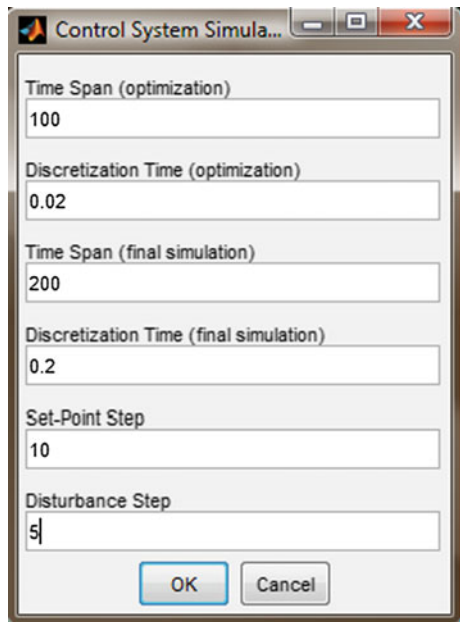 Control System Simula...
Time Span (optimization)
100
Discretization Time (optimization)
0.02
Time Span (final simulation)
200
Discretization Time (final simulation)
0.2
Set-Point Step
10
Disturbance Step
5
OK Cancel